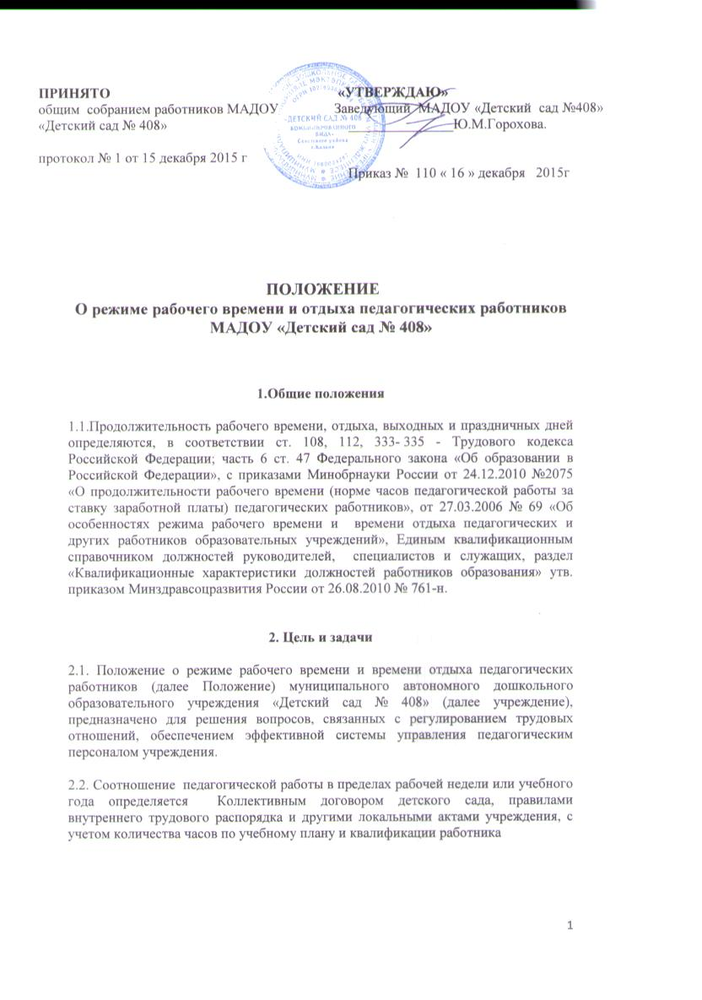 ПРИНЯТО
общим собранием работников МАДОУ
«Детский сад № 408»
протокол № 1 от 15 декабря 2015 г
«УТВЕРЖДАЮ»
Заведующий МАДОУ «Детский сад №408»
Ю.М.Горохова.
Приказ № 110 « 16 » декабря 2015г
«ДЕТСКИЙ САД № 408
КОМБИНИРОВАННОГО
ВИДА»
Советского района
г.Казани
ПОЛОЖЕНИЕ
О режиме рабочего времени и отдыха педагогических работников
МАДОУ «Детский сад № 408»
1.Общие положения
1.1.Продолжительность рабочего времени, отдыха, выходных и праздничных дней
определяются, в соответствии ст. 108, 112, 333- 335 - Трудового кодекса
Российской Федерации; часть 6 ст. 47 Федерального закона «Об образовании в
Российской Федерации», с приказами Минобрнауки России от 24.12.2010 №2075
«О продолжительности рабочего времени (норме часов педагогической работы за
ставку заработной платы) педагогических работников», от 27.03.2006 № 69 «Об
особенностях режима рабочего времени и времени отдыха педагогических и
других работников образовательных учреждений», Единым квалификационным
справочником должностей руководителей, специалистов и служащих, раздел
«Квалификационные характеристики должностей работников образования» утв.
приказом Минздравсоцразвития России от 26.08.2010 № 761-н.
2. Цель и задачи
2.1. Положение о режиме рабочего времени и времени отдыха педагогических
работников (далее Положение) муниципального автономного дошкольного
образовательного учреждения «Детский сад № 408» (далее учреждение),
предназначено для решения вопросов, связанных с регулированием трудовых
отношений, обеспечением эффективной системы управления педагогическим
персоналом учреждения.
2.2. Соотношение педагогической работы в пределах рабочей недели или учебного
года определяется Коллективным договором детского сада, правилами
внутреннего трудового распорядка и другими локальными актами учреждения, с
учетом количества часов по учебному плану и квалификации работника
1